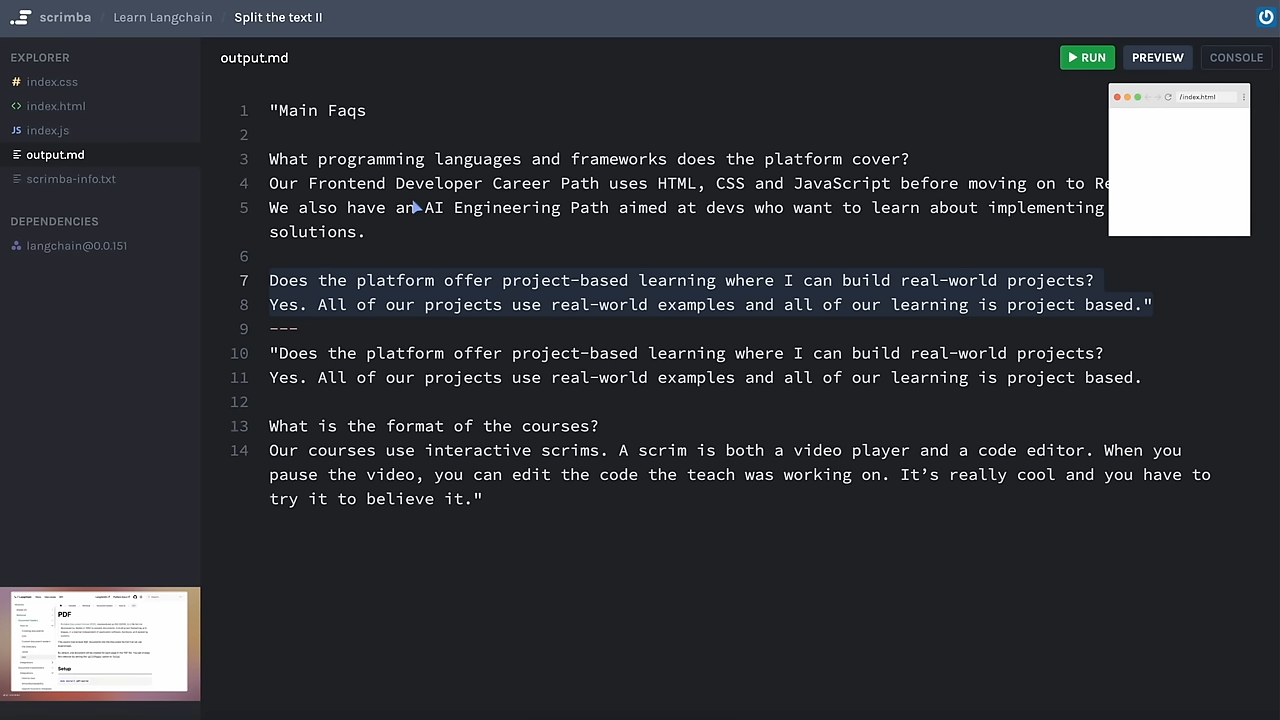 scrimba / Learn Langchain / Split the text II
EXPLORER
# index.css
<> index.html
JS index.js
output.md
scrimba-info.txt
DEPENDENCIES
langchain@0.0.151
output.md
RUN PREVIEW CONSOLE
/index.html
1 "Main Faqs
2
3 What programming languages and frameworks does the platform cover?
4 Our Frontend Developer Career Path uses HTML, CSS and JavaScript before moving on to
5 We also have an AI Engineering Path aimed at devs who want to learn about implementing
solutions.
6
7 Does the platform offer project-based learning where I can build real-world projects?
8 Yes. All of our projects use real-world examples and all of our learning is project based."
9 ---
10 "Does the platform offer project-based learning where I can build real-world projects?
11 Yes. All of our projects use real-world examples and all of our learning is project based.
12
13 What is the format of the courses?
14 Our courses use interactive scrims. A scrim is both a video player and a code editor. When you
pause the video, you can edit the code the teach was working on. It’s really cool and you have to
try it to believe it."
PDF
Setup